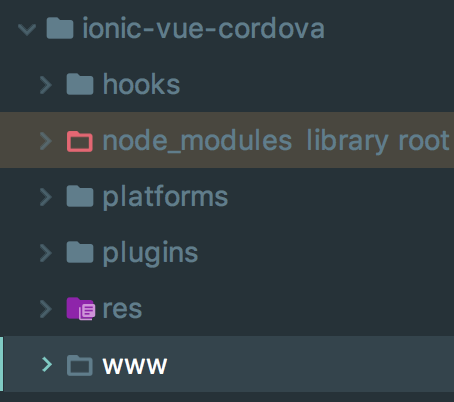 ionic-vue-cordova
hooks
node_modules library root
platforms
plugins
res
www